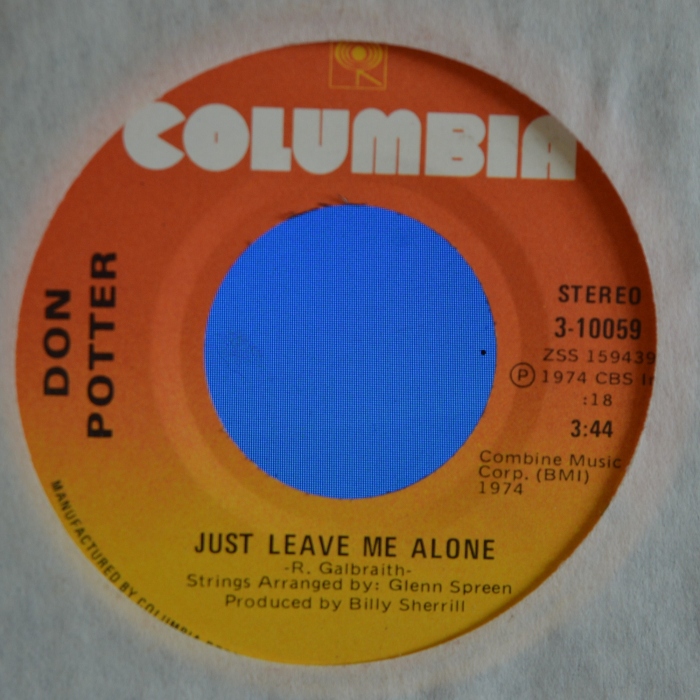 COLUMBIA
DON
POTTER
STEREO
3-10059
ZSS 159439
Ⓟ 1974 CBS
:18
3:44
Combine Music
Corp. (BMI)
1974
JUST LEAVE ME ALONE
-R. Galbraith-
Strings Arranged by: Glenn Spreen
Produced by Billy Sherrill
MANUFACTURED BY COLUMBIA